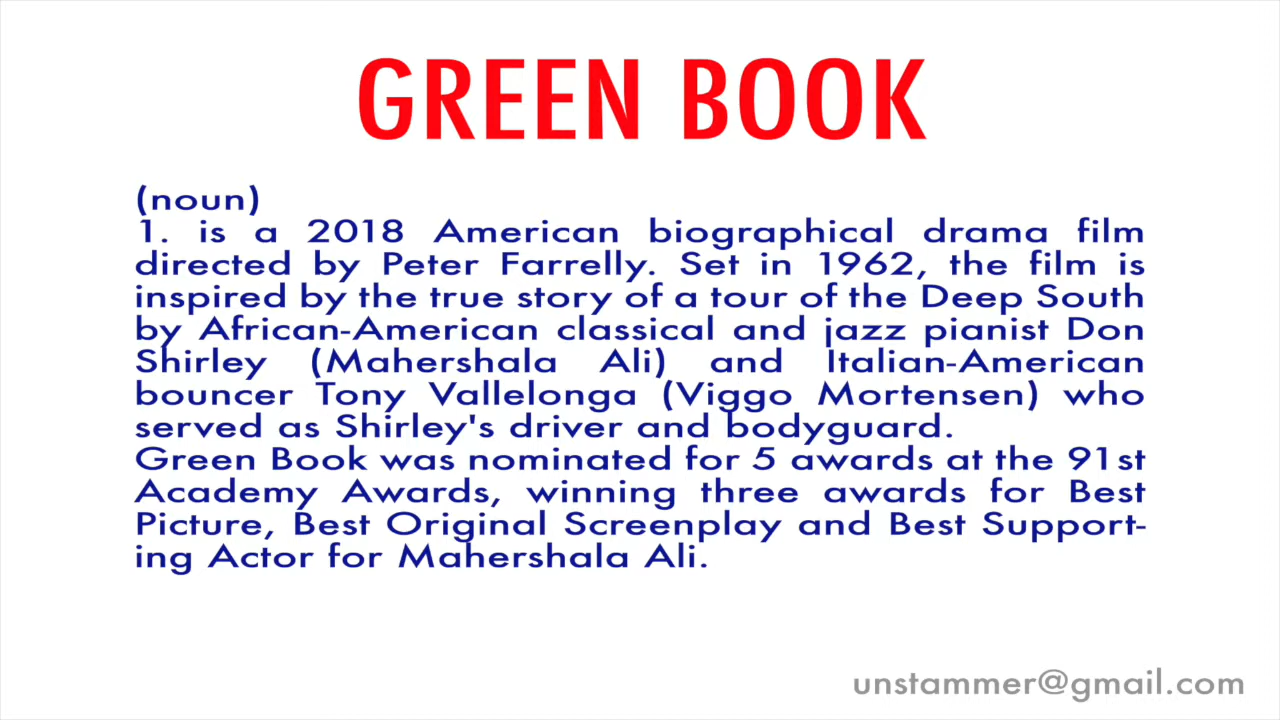 GREEN BOOK
(noun)
1. is a 2018 American biographical drama film
directed by Peter Farrelly. Set in 1962, the film is
inspired by the true story of a tour of the Deep South
by African-American classical and jazz pianist Don
Shirley (Mahershala Ali) and Italian-American
bouncer Tony Vallelonga (Viggo Mortensen) who
served as Shirley's driver and bodyguard.
Green Book was nominated for 5 awards at the 91st
Academy Awards, winning three awards for Best
Picture, Best Original Screenplay and Best Support-
ing Actor for Mahershala Ali.
unstammer@gmail.com